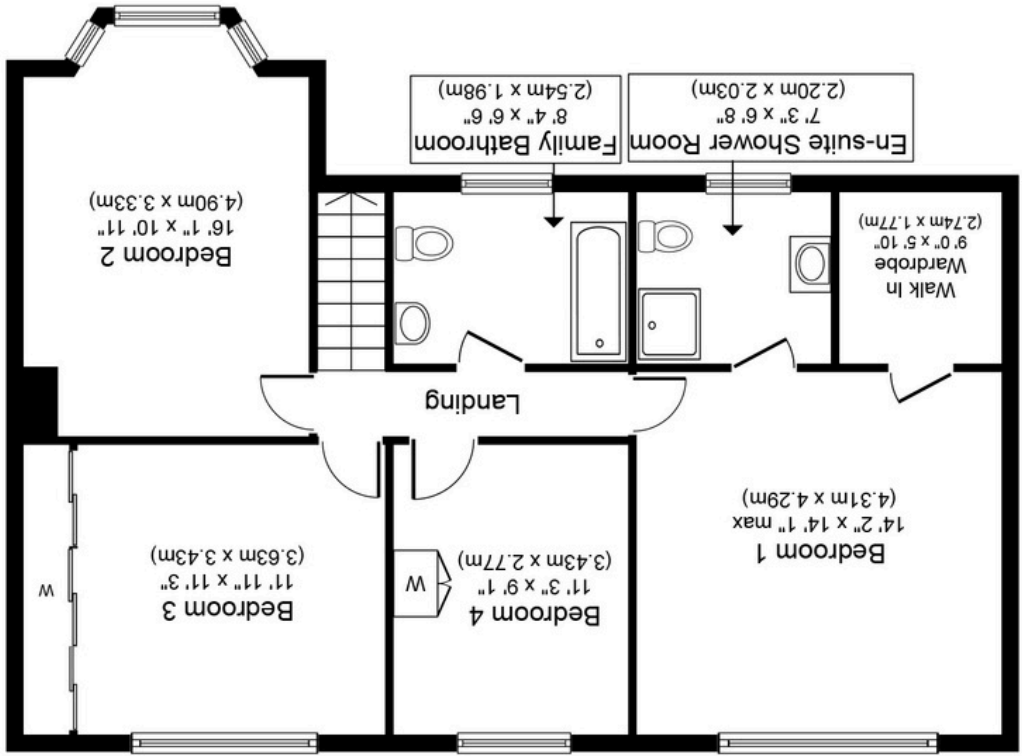 Bedroom 1
14' 2" x 14' 1" max
(4.31m x 4.29m)
Bedroom 4
11' 3" x 9' 1"
(3.43m x 2.77m)
W
Bedroom 3
11' 11" x 11' 3"
(3.63m x 3.43m)
W
Landing
Walk In
Wardrobe
9' 0" x 5' 10"
(2.74m x 1.77m)
Bedroom 2
16' 1" x 10' 11"
(4.90m x 3.33m)
En-suite Shower Room
7' 3" x 6' 8"
(2.20m x 2.03m)
Family Bathroom
8' 4" x 6' 6"
(2.54m x 1.98m)